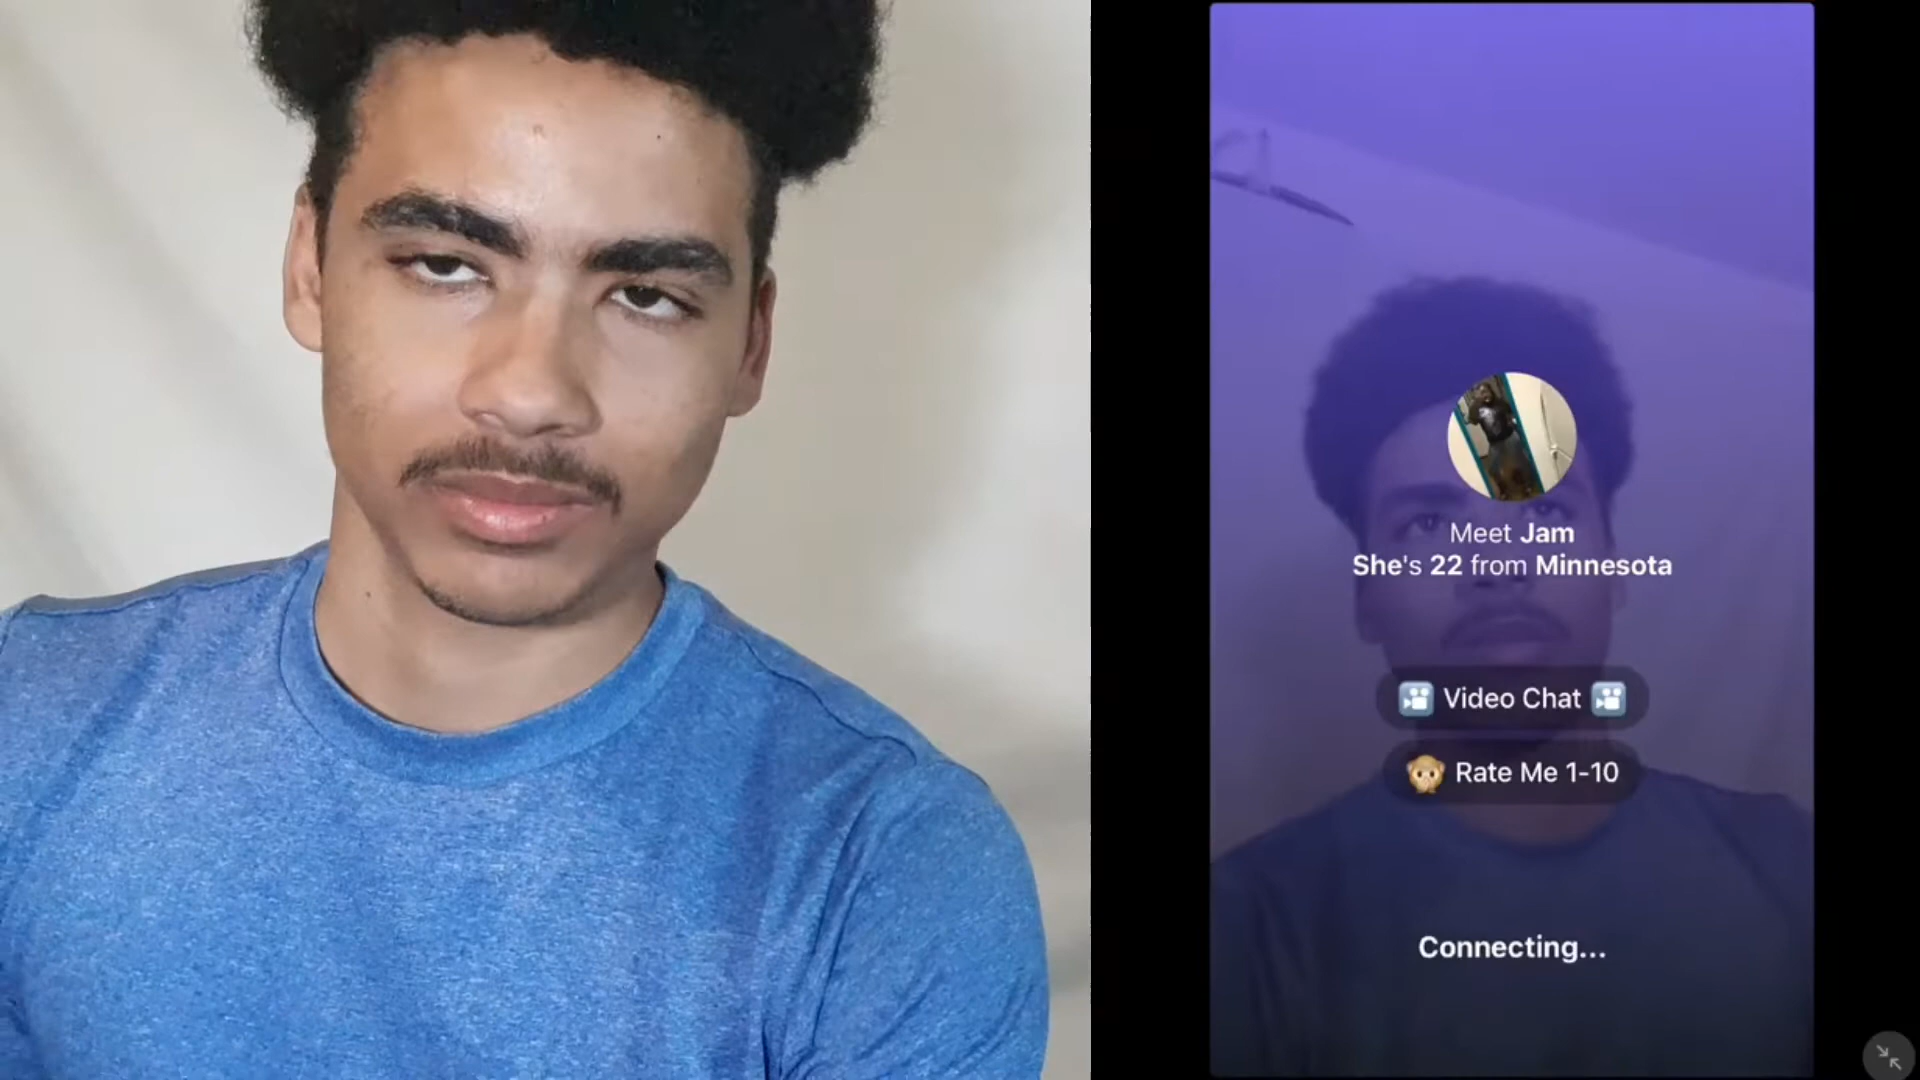 Meet Jam
She's 22 from Minnesota
Video Chat
Rate Me 1-10
Connecting...